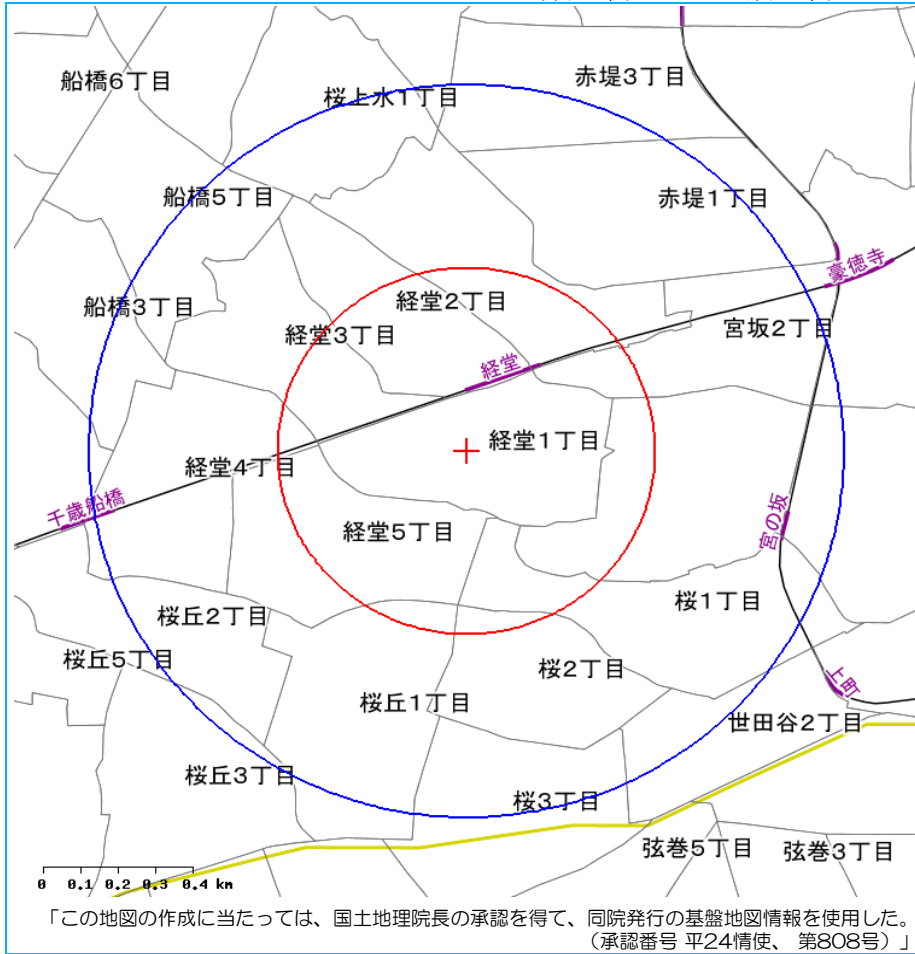 船橋6丁目
赤堤3丁目
桜上水1丁目
船橋5丁目
赤堤1丁目
豪徳寺
船橋3丁目
経堂2丁目
経堂3丁目
宮坂2丁目
経堂
経堂1丁目
経堂4丁目
千歳船橋
経堂5丁目
宮の坂
桜1丁目
桜丘2丁目
桜丘5丁目
桜2丁目
上町
桜丘1丁目
世田谷2丁目
桜丘3丁目
桜3丁目
弦巻5丁目
弦巻3丁目
0 0.1 0.2 0.3 0.4 km
「この地図の作成に当たっては、国土地理院長の承認を得て、同院発行の基盤地図情報を使用した。
（承認番号 平24情使、 第808号）」